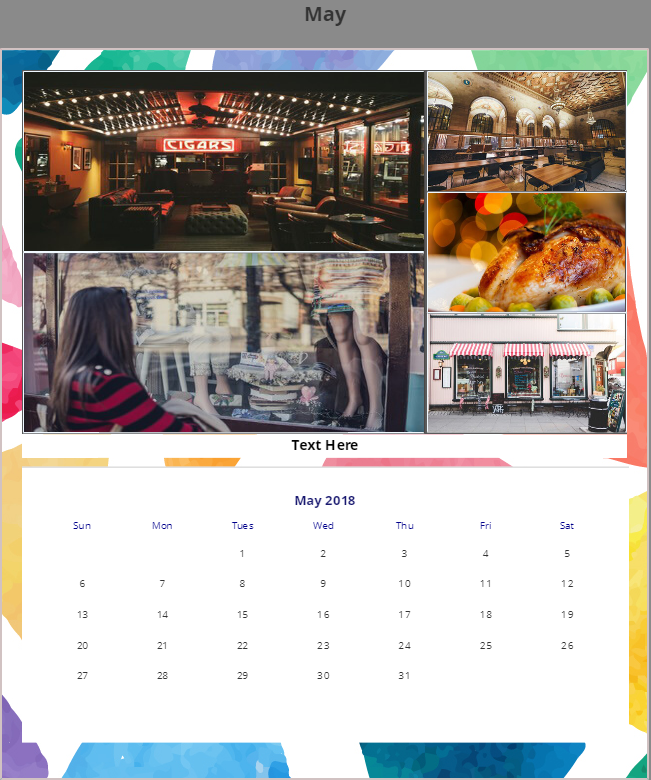 May
CIGARS
Text Here
May 2018
Sun Mon Tues Wed Thu Fri Sat
1 2 3 4 5
6 7 8 9 10 11 12
13 14 15 16 17 18 19
20 21 22 23 24 25 26
27 28 29 30 31